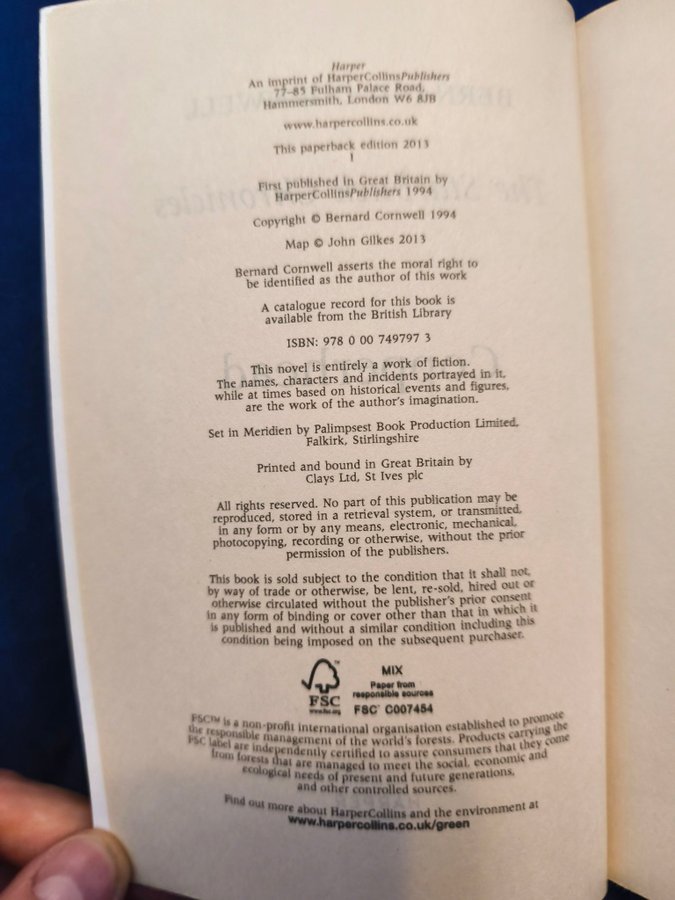 Harper
An imprint of HarperCollinsPublishers
77–85 Fulham Palace Road,
Hammersmith, London W6 8JB
www.harpercollins.co.uk
This paperback edition 2013
1
First published in Great Britain by
HarperCollinsPublishers 1994
Copyright © Bernard Cornwell 1994
Map © John Gilkes 2013
Bernard Cornwell asserts the moral right to
be identified as the author of this work
A catalogue record for this book is
available from the British Library
ISBN: 978 0 00 749797 3
This novel is entirely a work of fiction.
The names, characters and incidents portrayed in it,
while at times based on historical events and figures,
are the work of the author's imagination.
Set in Meridien by Palimpsest Book Production Limited,
Falkirk, Stirlingshire
Printed and bound in Great Britain by
Clays Ltd, St Ives plc
All rights reserved. No part of this publication may be
reproduced, stored in a retrieval system, or transmitted,
in any form or by any means, electronic, mechanical,
photocopying, recording or otherwise, without the prior
permission of the publishers.
This book is sold subject to the condition that it shall not,
by way of trade or otherwise, be lent, re-sold, hired out or
otherwise circulated without the publisher's prior consent
in any form of binding or cover other than that in which it
is published and without a similar condition including this
condition being imposed on the subsequent purchaser.
FSC
www.fsc.org
MIX
Paper from
responsible sources
FSC® C007454
FSC™ is a non-profit international organisation established to promote
the responsible management of the world's forests. Products carrying the
FSC label are independently certified to assure consumers that they come
from forests that are managed to meet the social, economic and
ecological needs of present and future generations,
and other controlled sources.
Find out more about HarperCollins and the environment at
www.harpercollins.co.uk/green